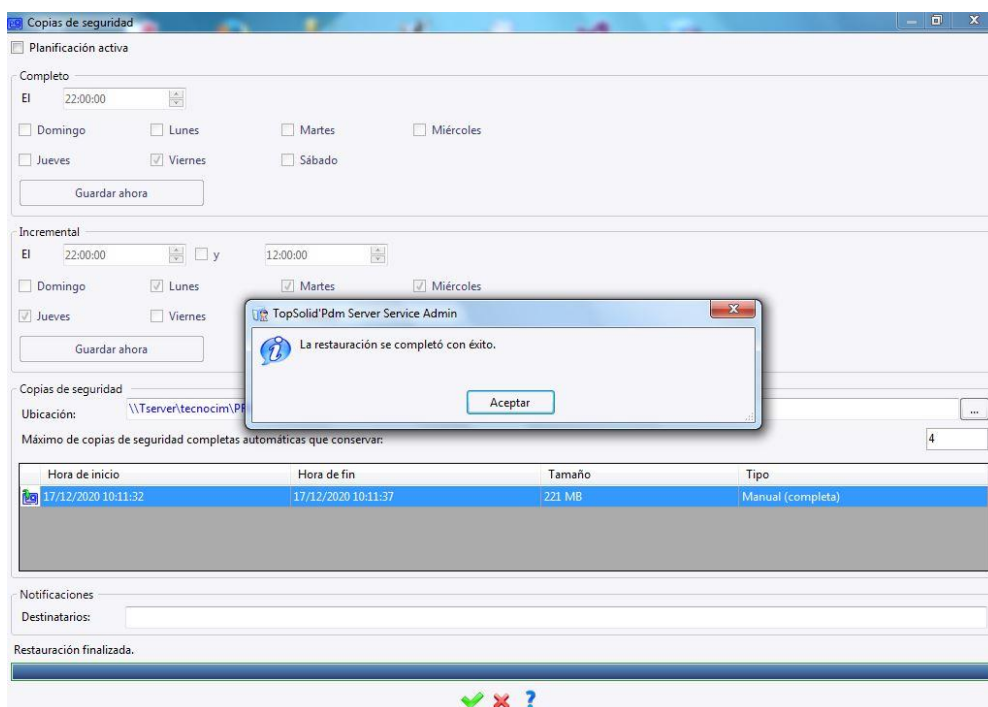 Copias de seguridad
Planificación activa
Completo
El 22:00:00
Domingo Lunes Martes Miércoles
Jueves Viernes Sábado
Guardar ahora
Incremental
El 22:00:00 y 12:00:00
Domingo Lunes Martes Miércoles
Jueves Viernes
Guardar ahora
TopSolid'Pdm Server Service Admin
La restauración se completó con éxito.
Aceptar
Copias de seguridad
Ubicación: \\Tserver\tecnocim\ ...
Máximo de copias de seguridad completas automáticas que conservar: 4
Hora de inicio Hora de fin Tamaño Tipo
17/12/2020 10:11:32 17/12/2020 10:11:37 221 MB Manual (completa)
Notificaciones
Destinatarios:
Restauración finalizada.